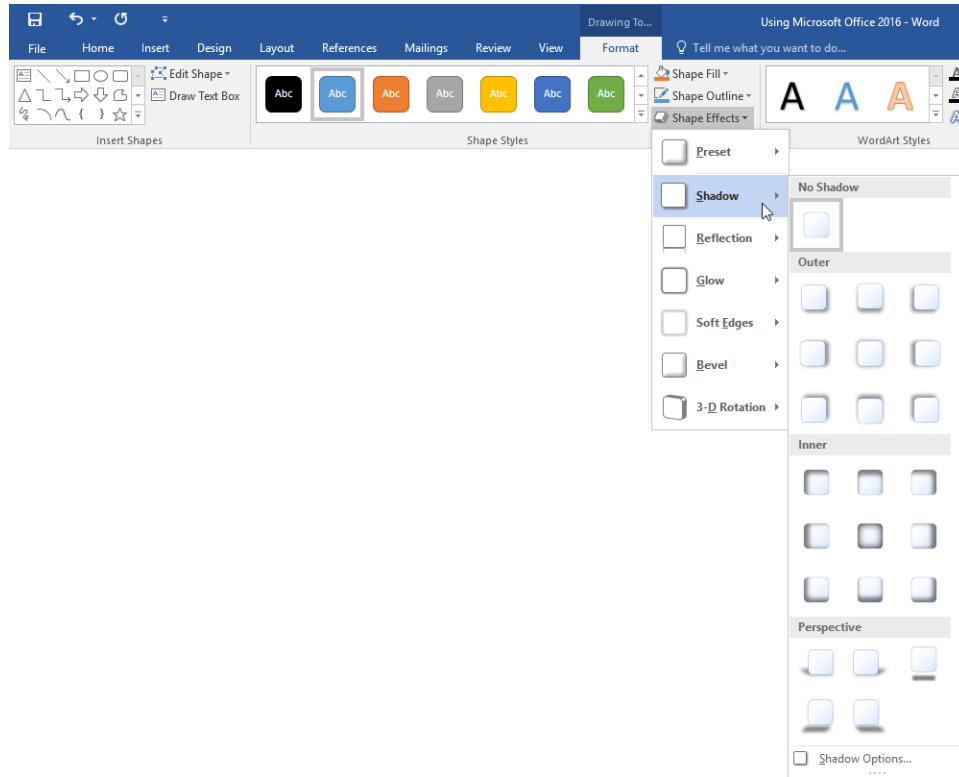 Drawing To...
Using Microsoft Office 2016 - Word
File Home Insert Design Layout References Mailings Review View Format Tell me what you want to do...
Edit Shape
Draw Text Box
Insert Shapes
Abc Abc Abc Abc Abc Abc Abc
Shape Styles
Shape Fill
Shape Outline
Shape Effects
A A A
WordArt Styles
Preset
Shadow
Reflection
Glow
Soft Edges
Bevel
3-D Rotation
No Shadow
Outer
Inner
Perspective
Shadow Options...